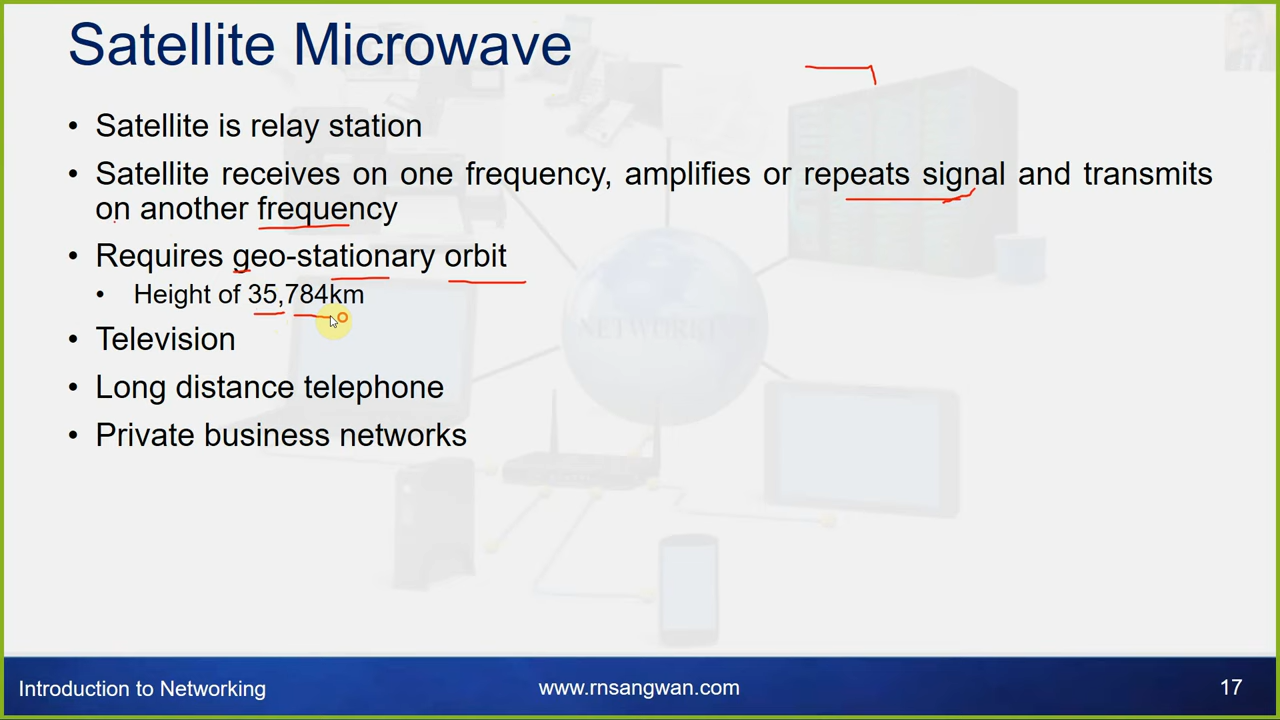 Satellite Microwave
• Satellite is relay station
• Satellite receives on one frequency, amplifies or repeats signal and transmits
on another frequency
• Requires geo-stationary orbit
• Height of 35,784km
• Television
• Long distance telephone
• Private business networks
NETWORK
Introduction to Networking
www.rnsangwan.com
17